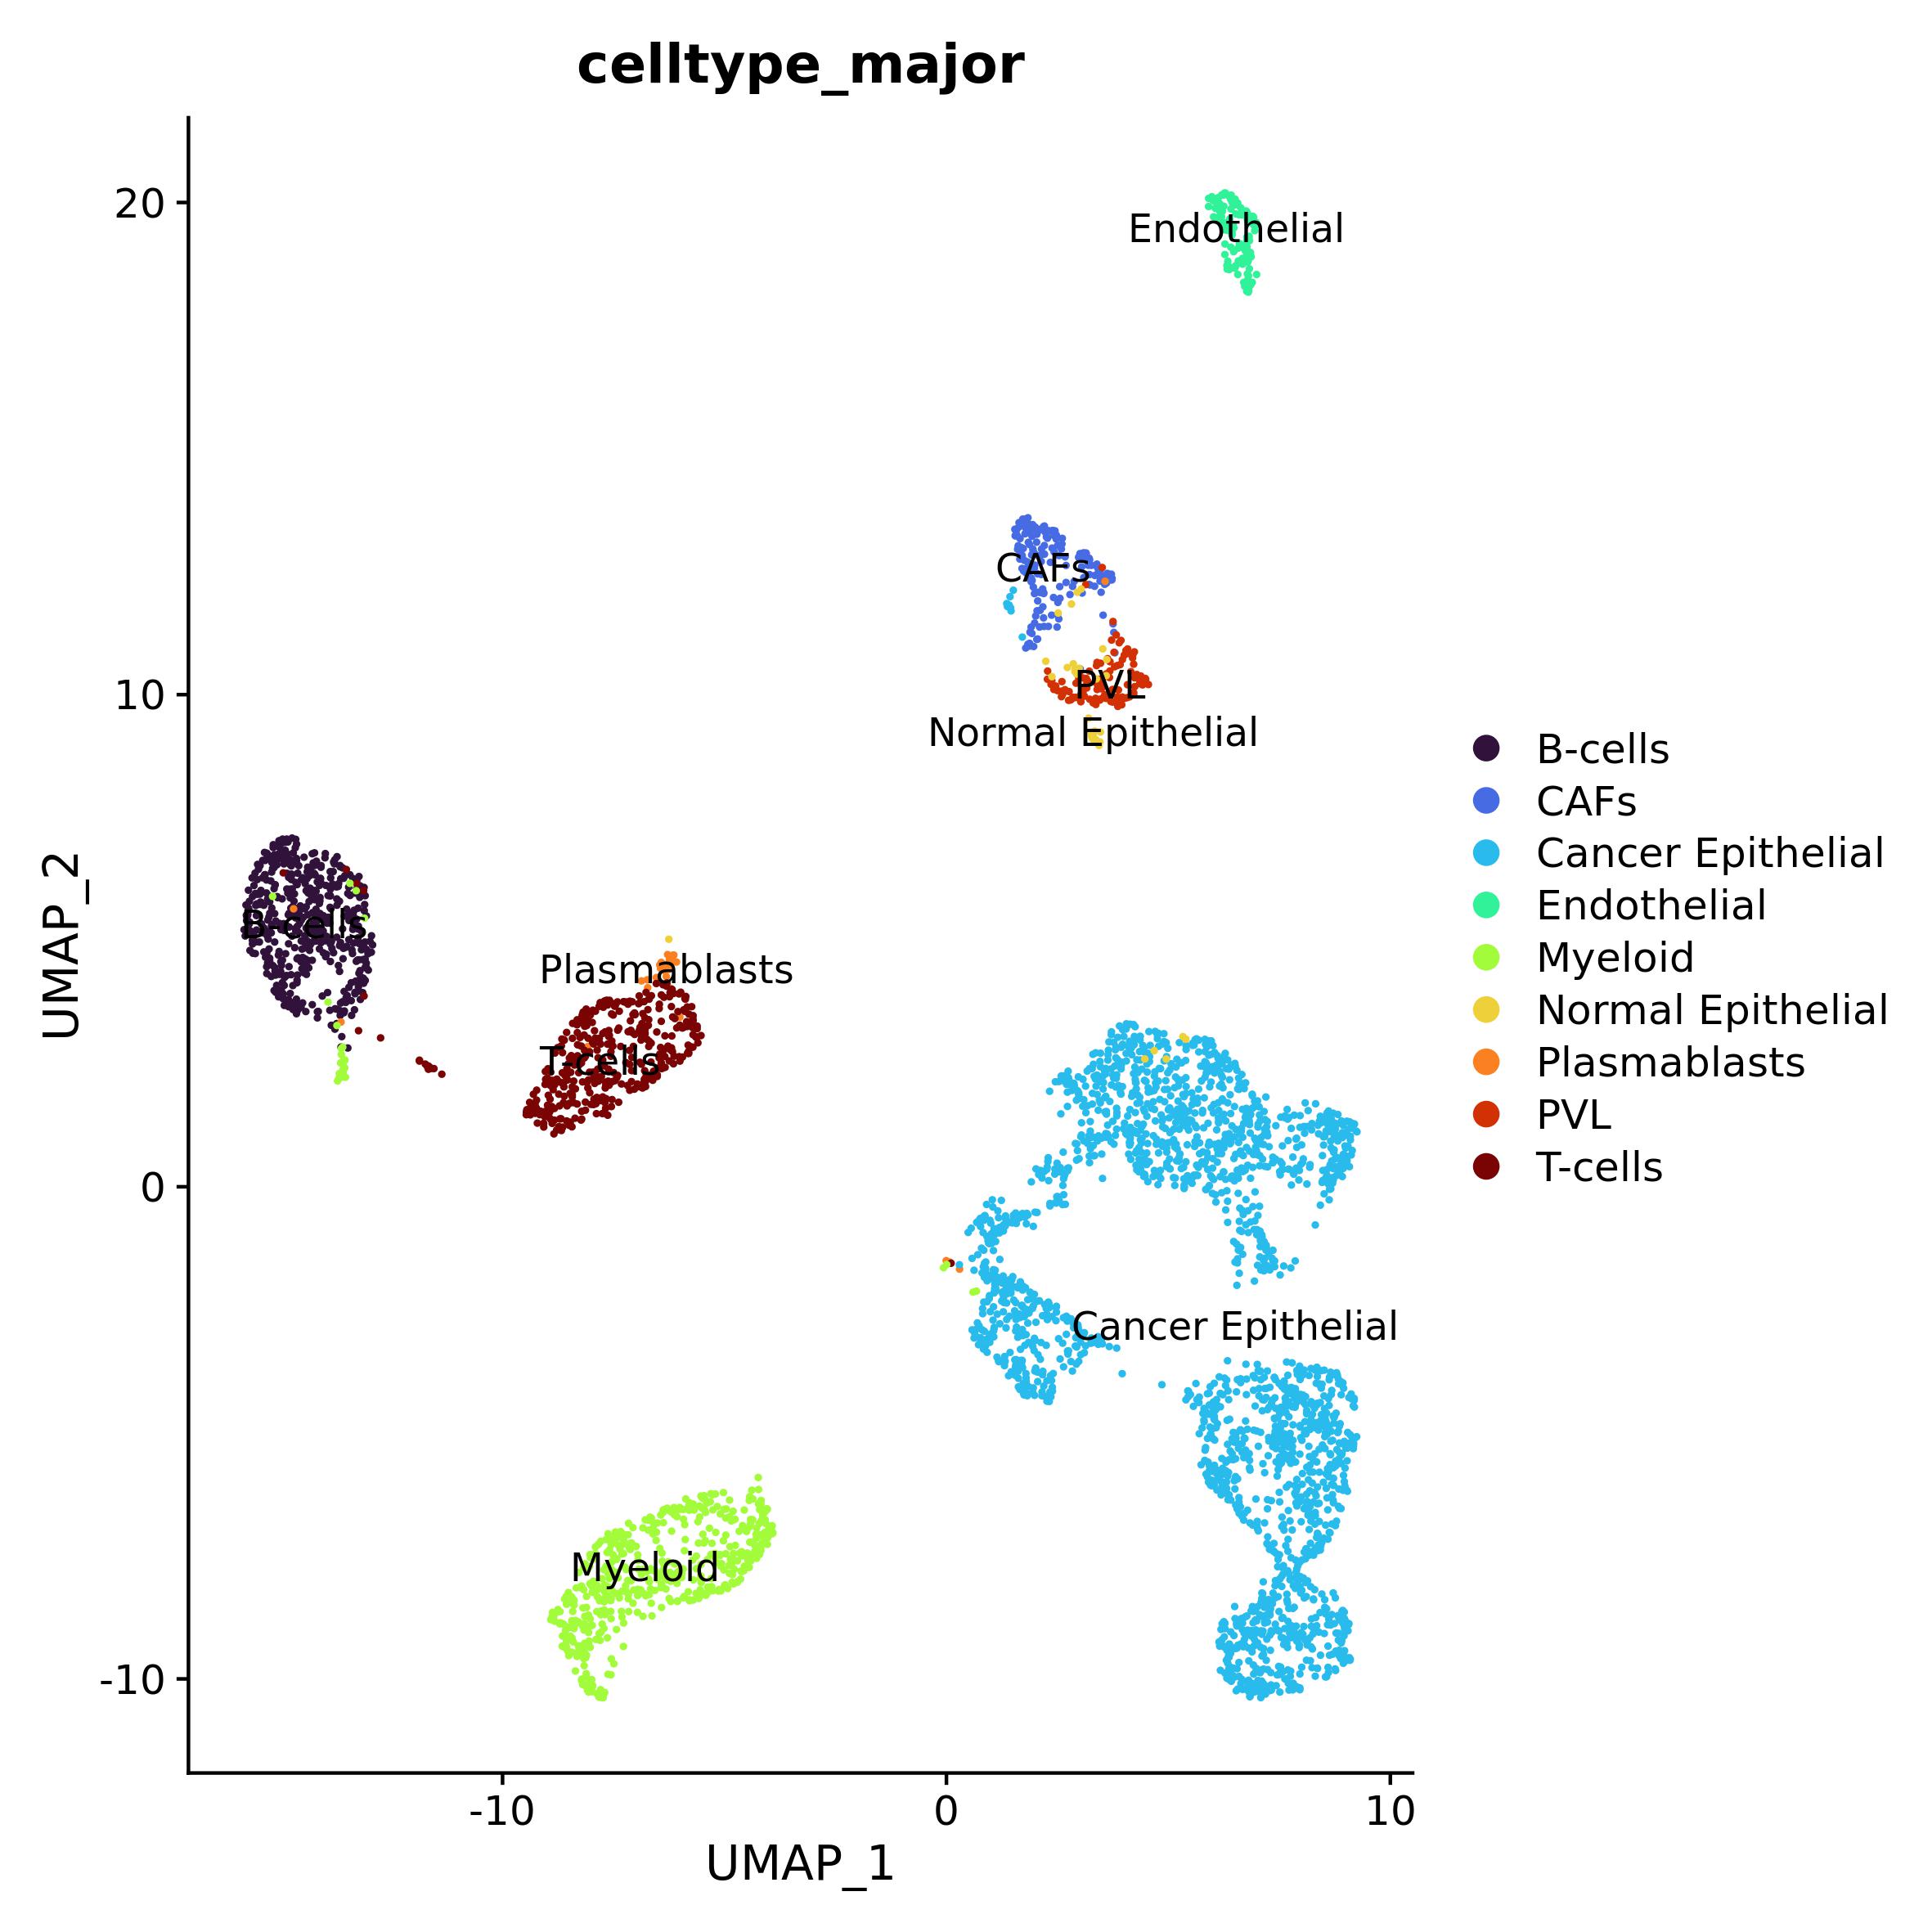 celltype_major
20
10
0
-10
UMAP_2
Endothelial
CAFs
PVL
Normal Epithelial
B-cells
Plasmablasts
T-cells
Cancer Epithelial
Myeloid
-10
0
10
UMAP_1
B-cells
CAFs
Cancer Epithelial
Endothelial
Myeloid
Normal Epithelial
Plasmablasts
PVL
T-cells